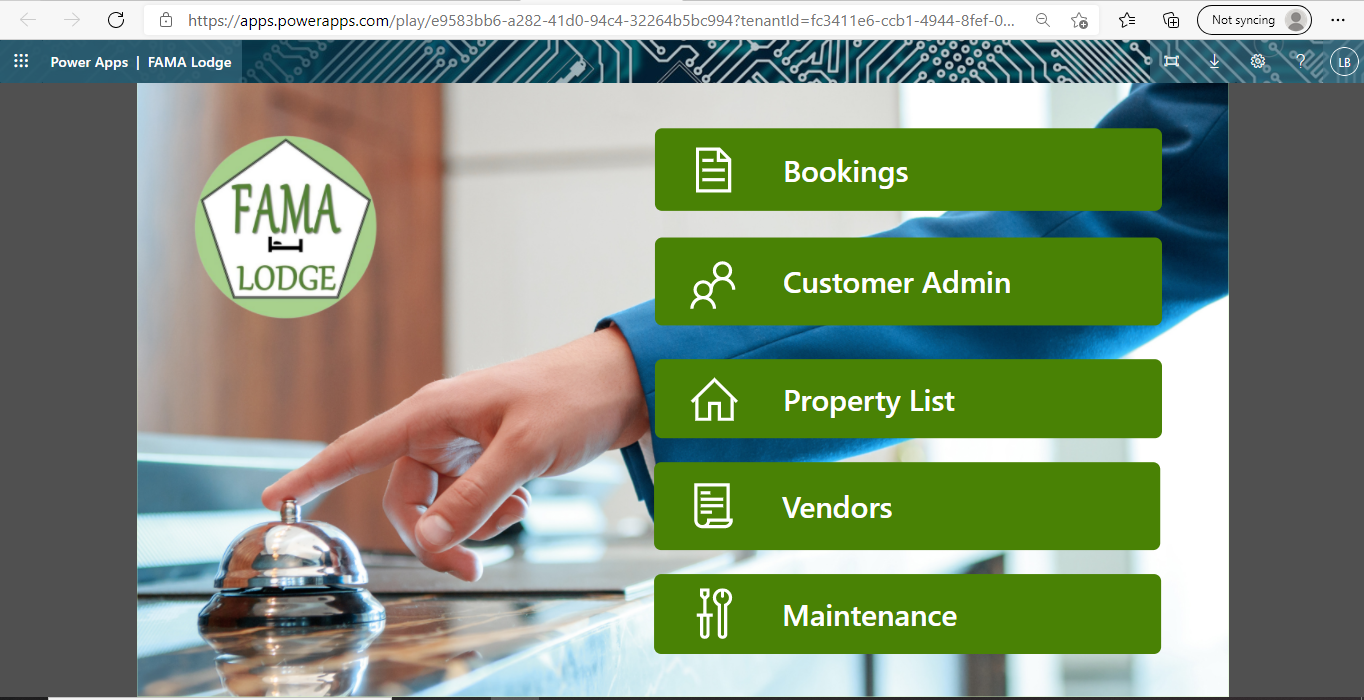 https://apps.powerapps.com/play/e9583bb6-a282-41d0-94c4-32264b5bc994?tenantId=fc3411e6-ccb1-4944-8fef-0...
Not syncing
Power Apps | FAMA Lodge
?
LB
FAMA
LODGE
Bookings
Customer Admin
Property List
Vendors
Maintenance